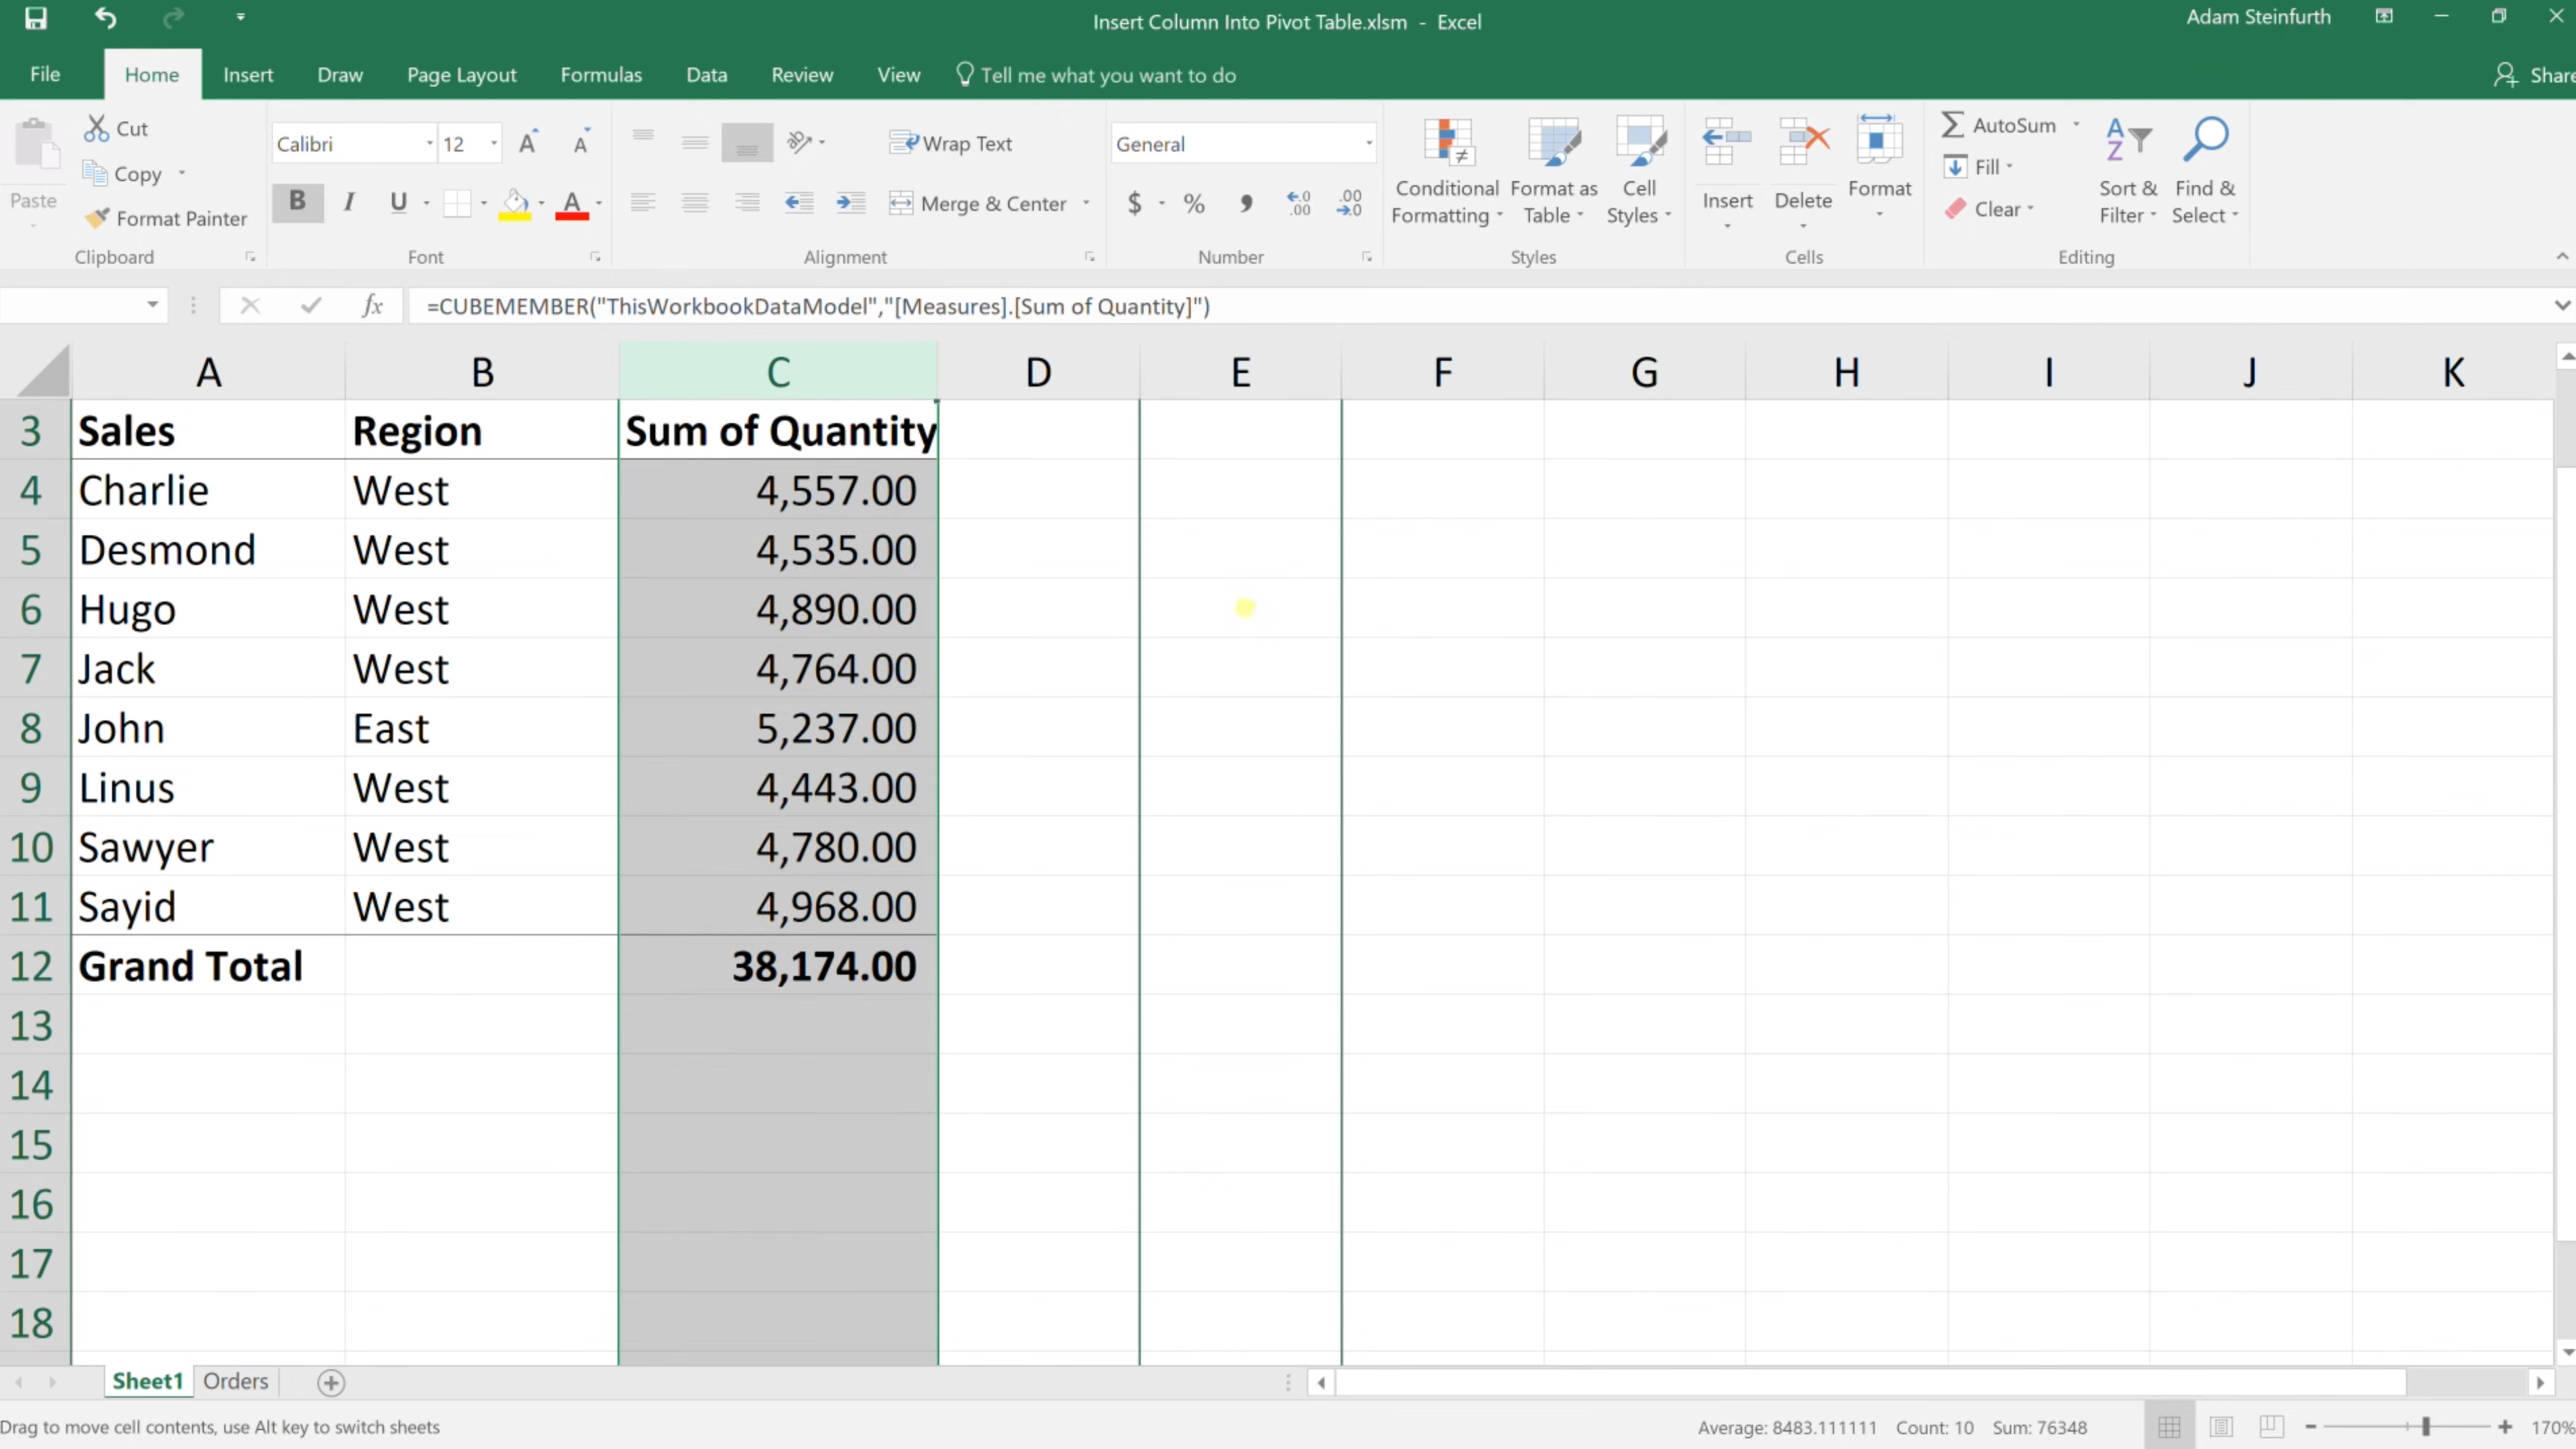 Insert Column Into Pivot Table.xlsm - Excel
Adam Steinfurth
File Home Insert Draw Page Layout Formulas Data Review View Tell me what you want to do Share
Paste
Cut
Copy
Format Painter
Clipboard
Calibri 12
B I U
Font
Wrap Text
Merge & Center
Alignment
General
$ % ,
Number
Conditional Formatting
Format as Table
Cell Styles
Styles
Insert
Delete
Format
Cells
AutoSum
Fill
Clear
Sort & Filter
Find & Select
Editing
fx =CUBEMEMBER("ThisWorkbookDataModel","[Measures].[Sum of Quantity]")
A B C D E F G H I J K
3 Sales Region Sum of Quantity
4 Charlie West 4,557.00
5 Desmond West 4,535.00
6 Hugo West 4,890.00
7 Jack West 4,764.00
8 John East 5,237.00
9 Linus West 4,443.00
10 Sawyer West 4,780.00
11 Sayid West 4,968.00
12 Grand Total 38,174.00
13
14
15
16
17
18
Sheet1 Orders
Drag to move cell contents, use Alt key to switch sheets
Average: 8483.111111 Count: 10 Sum: 76348
170%